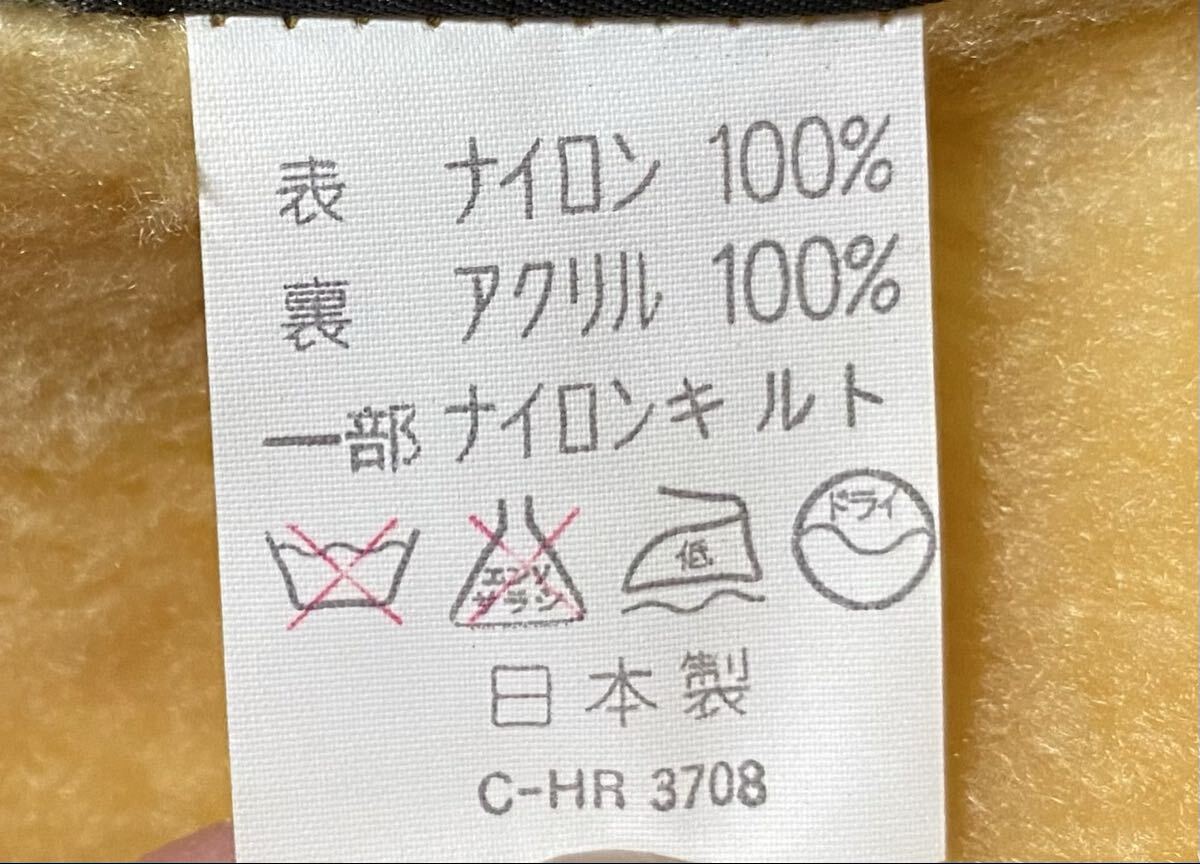 表 ナイロン 100%
裏 アクリル 100%
一部 ナイロンキルト
エンソ
サラシ
低
ドライ
日本製
C-HR 3708